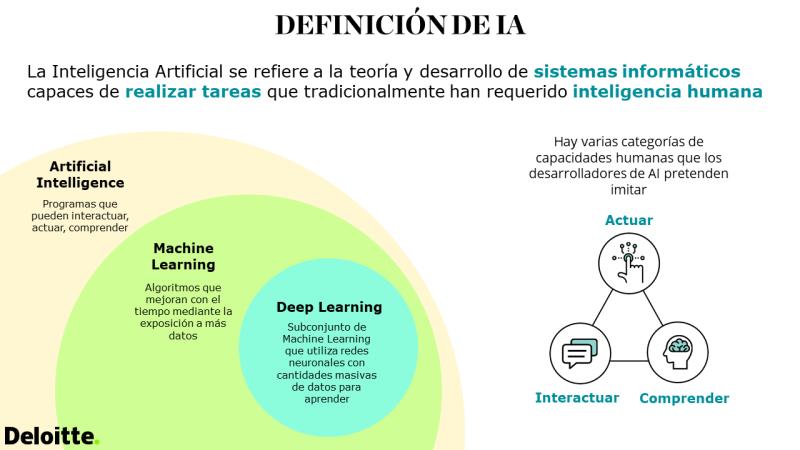 DEFINICIÓN DE IA
La Inteligencia Artificial se refiere a la teoría y desarrollo de sistemas informáticos
capaces de realizar tareas que tradicionalmente han requerido inteligencia humana
Artificial
Intelligence
Programas que
pueden interactuar,
actuar, comprender
Machine
Learning
Algoritmos que
mejoran con el
tiempo mediante la
exposición a más
datos
Deep Learning
Subconjunto de
Machine Learning
que utiliza redes
neuronales con
cantidades masivas
de datos para
aprender
Hay varias categorías de
capacidades humanas que los
desarrolladores de AI pretenden
imitar
Actuar
Interactuar
Comprender
Deloitte.